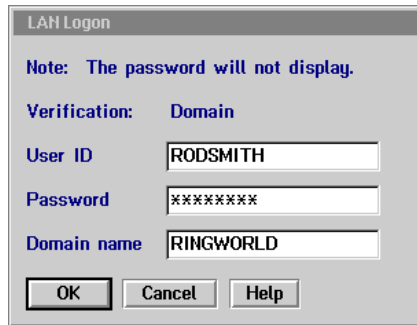 LAN Logon
Note: The password will not display.
Verification: Domain
User ID RODSMITH
Password ********
Domain name RINGWORLD
OK Cancel Help